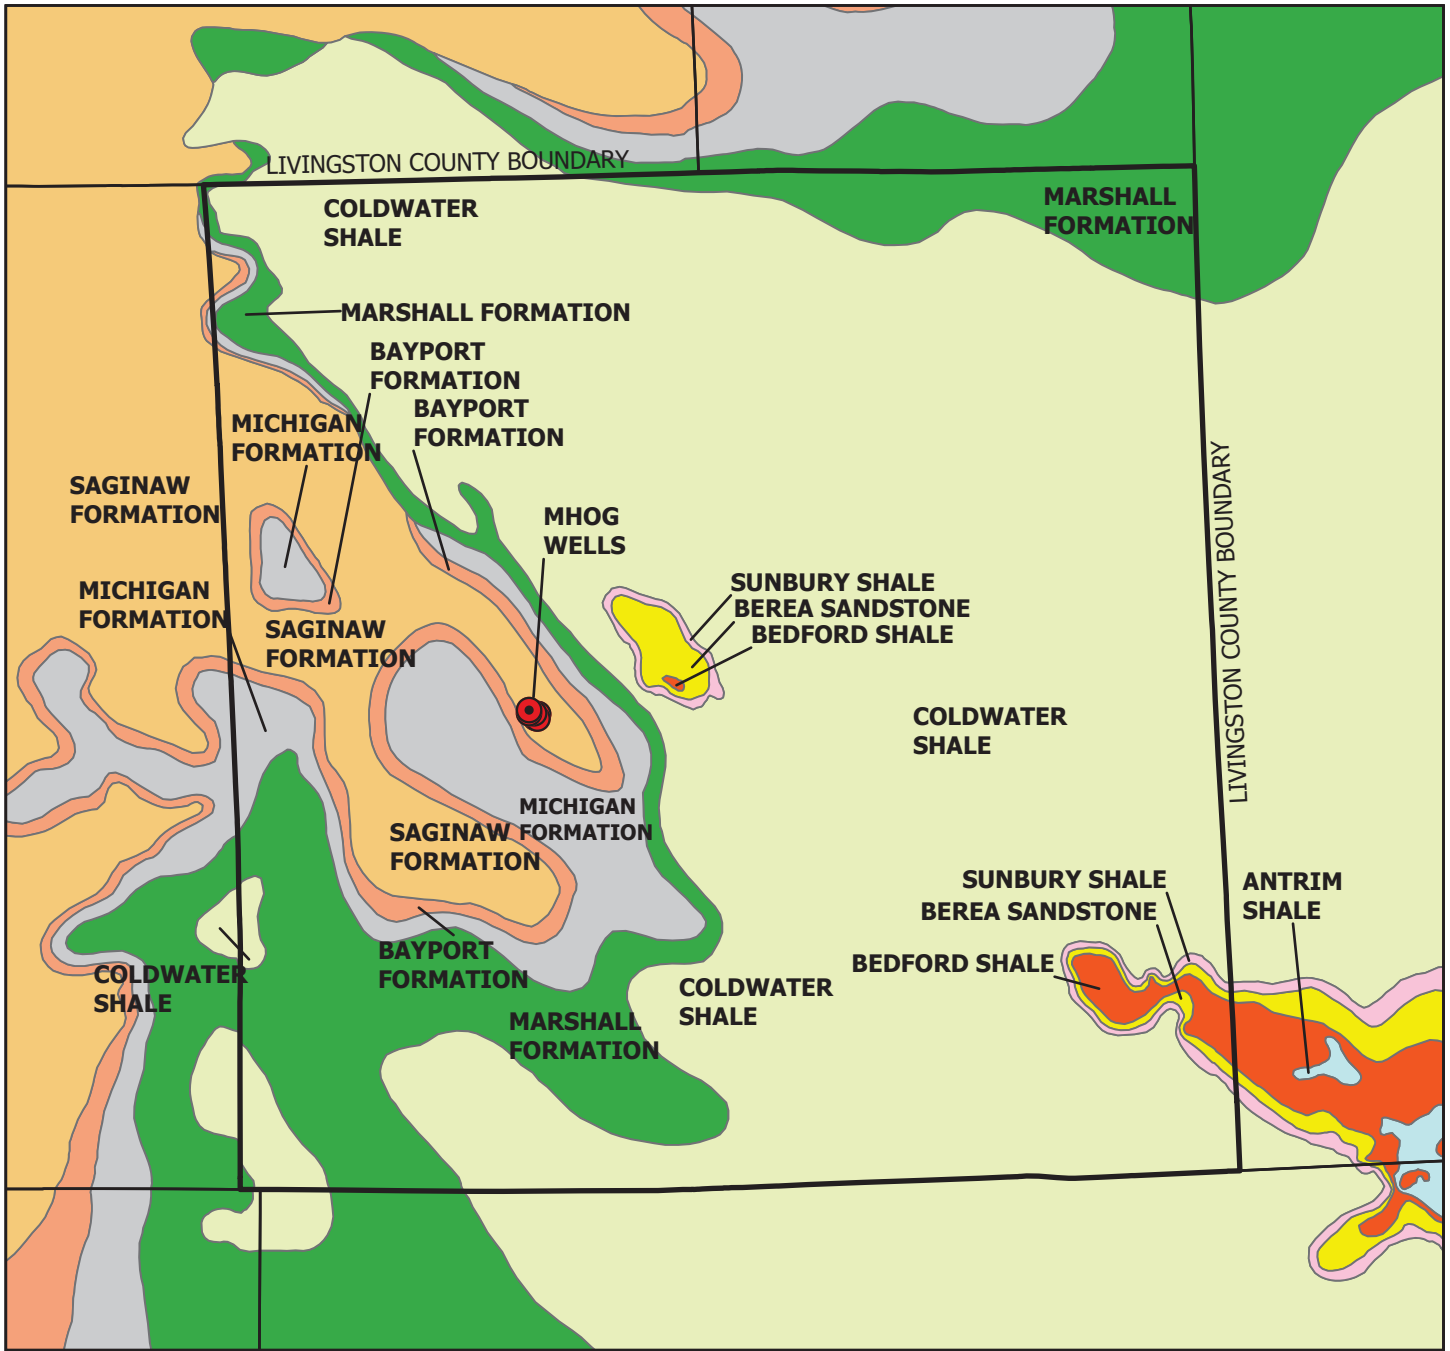 LIVINGSTON COUNTY BOUNDARY
COLDWATER
SHALE
MARSHALL
FORMATION
MARSHALL FORMATION
BAYPORT
FORMATION
BAYPORT
FORMATION
MICHIGAN
FORMATION
SAGINAW
FORMATION
MHOG
WELLS
LIVINGSTON COUNTY BOUNDARY
MICHIGAN
FORMATION
SUNBURY SHALE
BEREA SANDSTONE
BEDFORD SHALE
SAGINAW
FORMATION
COLDWATER
SHALE
MICHIGAN
FORMATION
SAGINAW
FORMATION
SUNBURY SHALE
BEREA SANDSTONE
BEDFORD SHALE
ANTRIM
SHALE
BAYPORT
FORMATION
COLDWATER
SHALE
COLDWATER
SHALE
MARSHALL
FORMATION